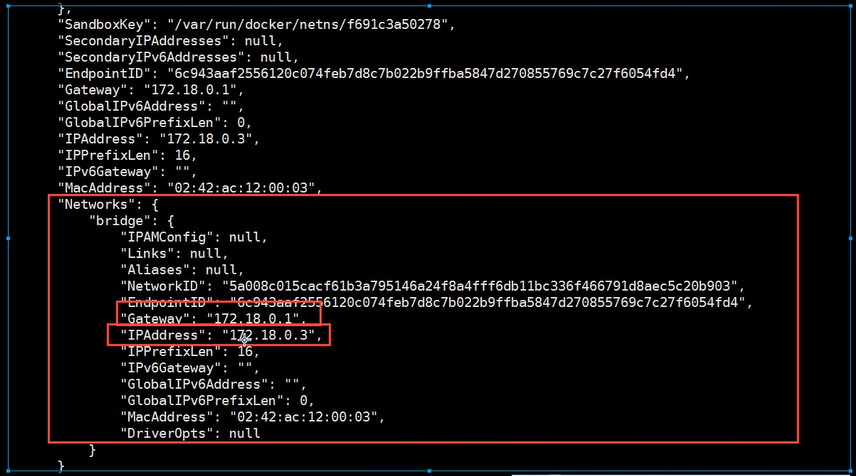 },
"SandboxKey": "/var/run/docker/netns/f691c3a50278",
"SecondaryIPAddresses": null,
"SecondaryIPv6Addresses": null,
"EndpointID": "6c943aaf2556120c074feb7d8c7b022b9ffba5847d270855769c7c27f6054fd4",
"Gateway": "172.18.0.1",
"GlobalIPv6Address": "",
"GlobalIPv6PrefixLen": 0,
"IPAddress": "172.18.0.3",
"IPPrefixLen": 16,
"IPv6Gateway": "",
"MacAddress": "02:42:ac:12:00:03",
"Networks": {
"bridge": {
"IPAMConfig": null,
"Links": null,
"Aliases": null,
"NetworkID": "5a008c015cacf61b3a795146a24f8a4fff6db11bc336f466791d8aec5c20b903",
"EndpointID": "6c943aaf2556120c074feb7d8c7b022b9ffba5847d270855769c7c27f6054fd4",
"Gateway": "172.18.0.1",
"IPAddress": "172.18.0.3",
"IPPrefixLen": 16,
"IPv6Gateway": "",
"GlobalIPv6Address": "",
"GlobalIPv6PrefixLen": 0,
"MacAddress": "02:42:ac:12:00:03",
"DriverOpts": null
}
}